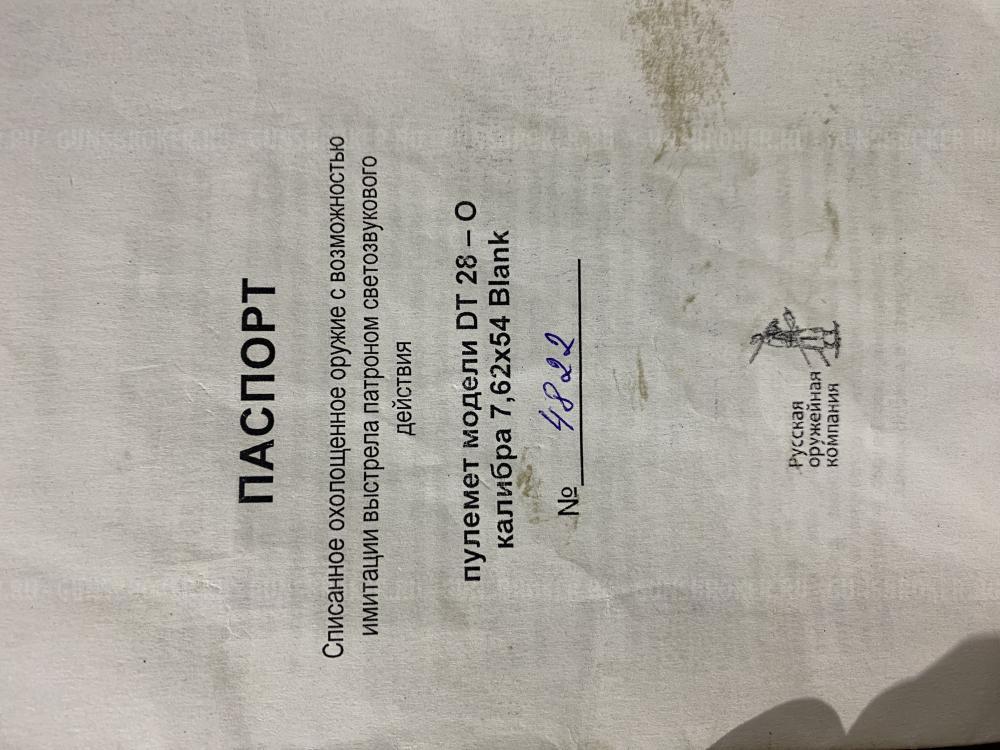 ПАСПОРТ
Списанное охолощенное оружие с возможностью
имитации выстрела патроном светозвукового
действия
пулемет модели DT 28 – О
калибра 7,62х54 Blank
№ 4822
Русская
оружейная
компания